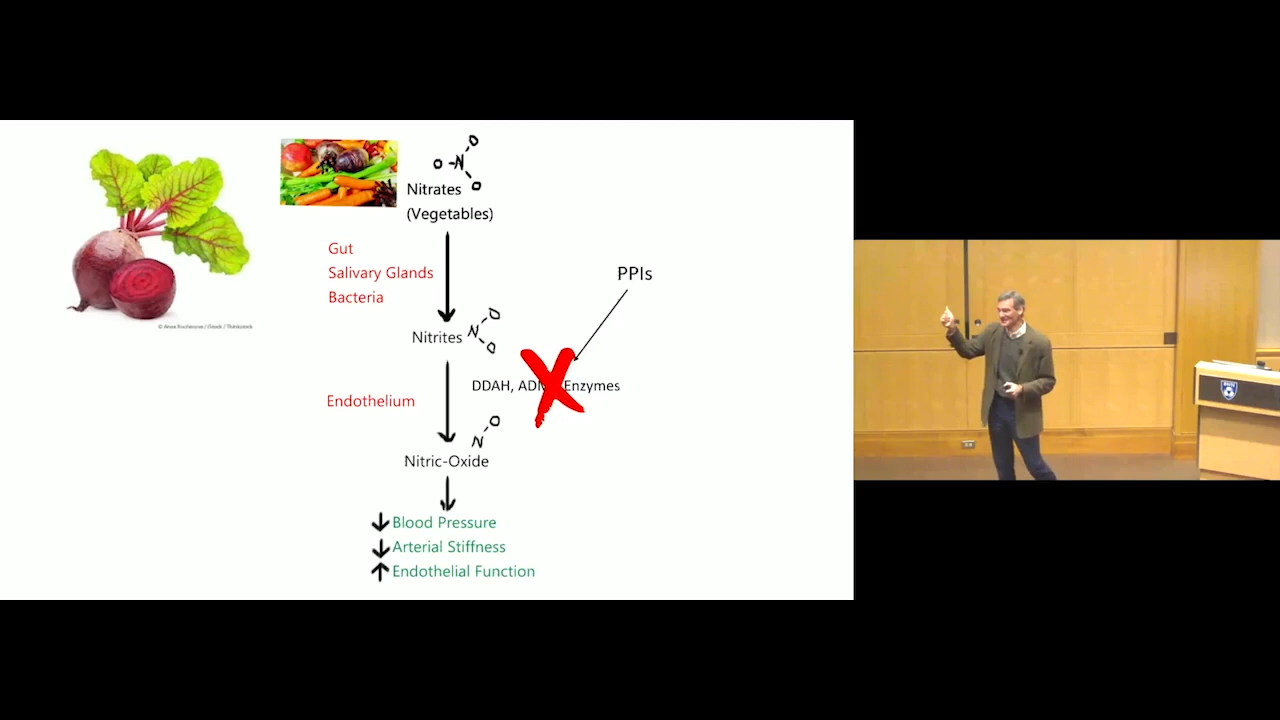 O
O N
Nitrates O
(Vegetables)
Gut
Salivary Glands
Bacteria
PPIs
Nitrites N O
O
DDAH, Enzymes
Endothelium
O
N
Nitric-Oxide
Blood Pressure
Arterial Stiffness
Endothelial Function